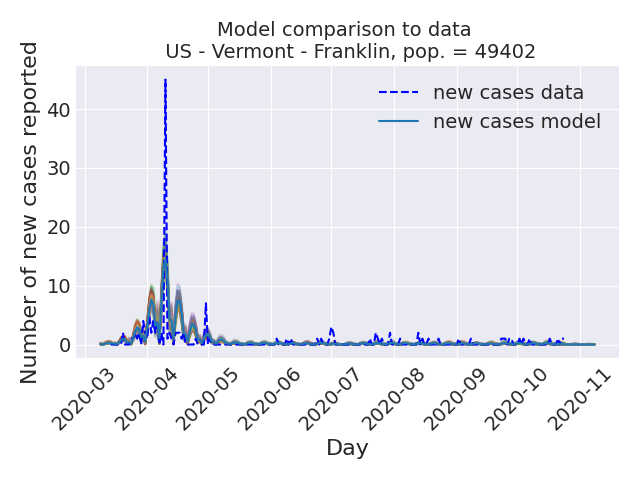 Model comparison to data
US - Vermont - Franklin, pop. = 49402
Number of new cases reported
40
30
20
10
0
new cases data
new cases model
2020-03
2020-04
2020-05
2020-06
2020-07
2020-08
2020-09
2020-10
2020-11
Day